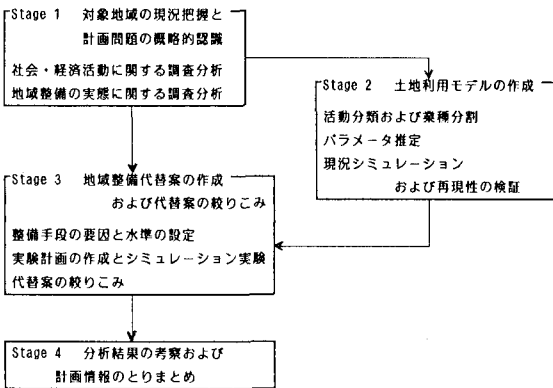 Stage 1 対象地域の現況把握と
計画問題の概略的認識
社会・経済活動に関する調査分析
地域整備の実態に関する調査分析
Stage 2 土地利用モデルの作成
活動分類および業種分割
パラメータ推定
現況シミュレーション
および再現性の検証
Stage 3 地域整備代替案の作成
および代替案の絞りこみ
整備手段の要因と水準の設定
実験計画の作成とシミュレーション実験
代替案の絞りこみ
Stage 4 分析結果の考察および
計画情報のとりまとめ